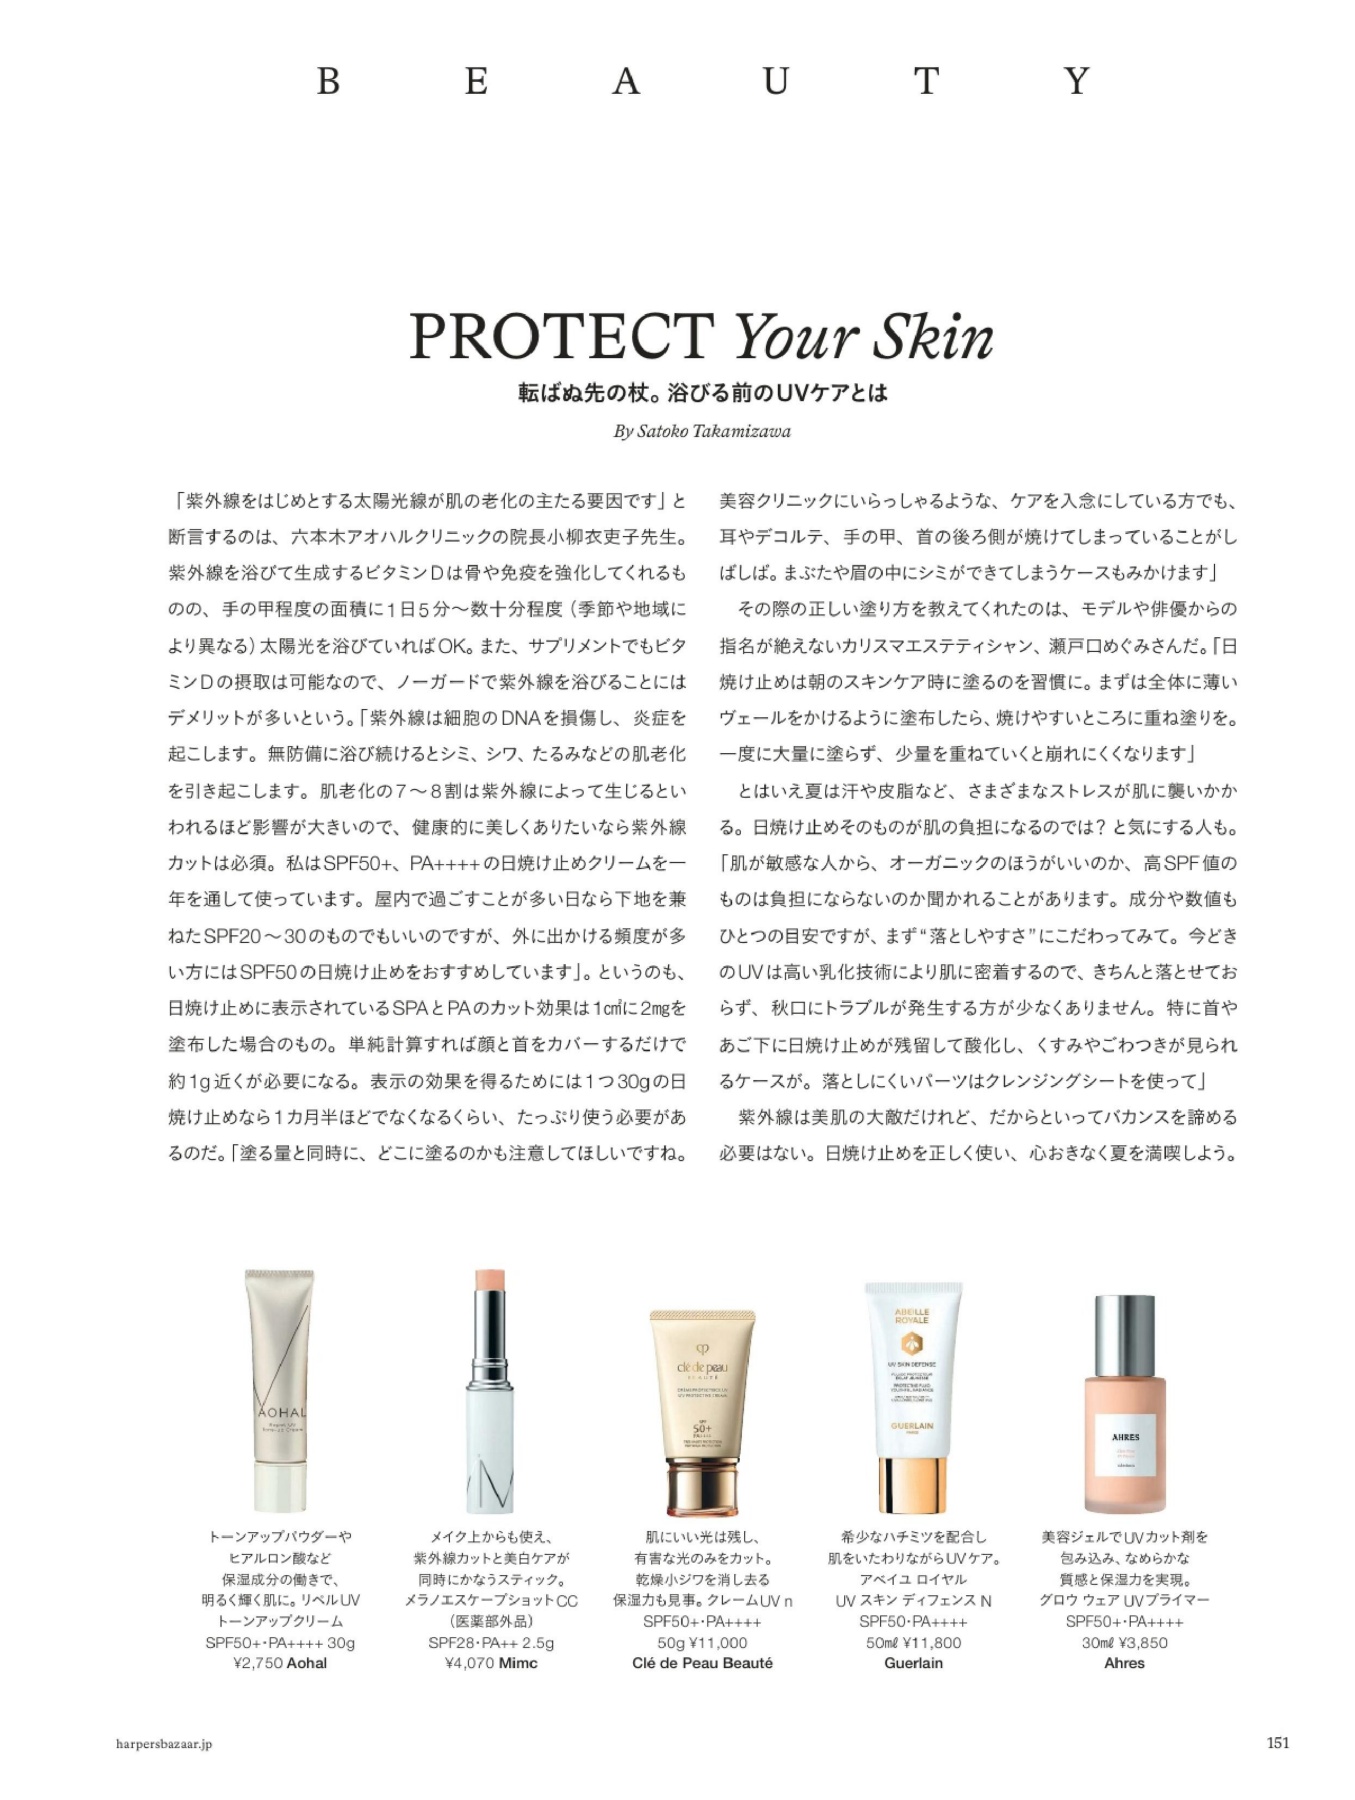 BEAUTY
PROTECT Your Skin
転ばぬ先の杖。浴びる前のUVケアとは
By Satoko Takamizawa
「紫外線をはじめとする太陽光線が肌の老化の主たる要因です」と
断言するのは、六本木アオハルクリニックの院長小柳衣吏子先生。
紫外線を浴びて生成するビタミンDは骨や免疫を強化してくれるも
のの、手の甲程度の面積に1日5分〜数十分程度（季節や地域に
より異なる）太陽光を浴びていればOK。また、サプリメントでもビタ
ミンDの摂取は可能なので、ノーガードで紫外線を浴びることには
デメリットが多いという。「紫外線は細胞のDNAを損傷し、炎症を
起こします。無防備に浴び続けるとシミ、シワ、たるみなどの肌老化
を引き起こします。肌老化の7〜8割は紫外線によって生じるとい
われるほど影響が大きいので、健康的に美しくありたいなら紫外線
カットは必須。私はSPF50+、PA++++の日焼け止めクリームを一
年を通して使っています。屋内で過ごすことが多い日なら下地を兼
ねたSPF20〜30のものでもいいのですが、外に出かける頻度が多
い方にはSPF50の日焼け止めをおすすめしています」。というのも、
日焼け止めに表示されているSPAとPAのカット効果は1㎠に2㎎を
塗布した場合のもの。単純計算すれば顔と首をカバーするだけで
約1g近くが必要になる。表示の効果を得るためには1つ30gの日
焼け止めなら1カ月半ほどでなくなるくらい、たっぷり使う必要があ
るのだ。「塗る量と同時に、どこに塗るのかも注意してほしいですね。
美容クリニックにいらっしゃるような、ケアを入念にしている方でも、
耳やデコルテ、手の甲、首の後ろ側が焼けてしまっていることがし
ばしば。まぶたや眉の中にシミができてしまうケースもみかけます」
その際の正しい塗り方を教えてくれたのは、モデルや俳優からの
指名が絶えないカリスマエステティシャン、瀬戸口めぐみさんだ。「日
焼け止めは朝のスキンケア時に塗るのを習慣に。まずは全体に薄い
ヴェールをかけるように塗布したら、焼けやすいところに重ね塗りを。
一度に大量に塗らず、少量を重ねていくと崩れにくくなります」
とはいえ夏は汗や皮脂など、さまざまなストレスが肌に襲いかか
る。日焼け止めそのものが肌の負担になるのでは？と気にする人も。
「肌が敏感な人から、オーガニックのほうがいいのか、高SPF値の
ものは負担にならないのか聞かれることがあります。成分や数値も
ひとつの目安ですが、まず“落としやすさ”にこだわってみて。今どき
のUVは高い乳化技術により肌に密着するので、きちんと落とせてお
らず、秋口にトラブルが発生する方が少なくありません。特に首や
あご下に日焼け止めが残留して酸化し、くすみやごわつきが見られ
るケースが。落としにくいパーツはクレンジングシートを使って」
紫外線は美肌の大敵だけれど、だからといってバカンスを諦める
必要はない。日焼け止めを正しく使い、心おきなく夏を満喫しよう。
AOHAL
clé de peau
BEAUTÉ
SPF
50+
PA++++
ABEILLE
ROYALE
UV SKIN DEFENSE
GUERLAIN
PARIS
AHRES
トーンアップパウダーや
ヒアルロン酸など
保湿成分の働きで、
明るく輝く肌に。リペルUV
トーンアップクリーム
SPF50+・PA++++ 30g
¥2,750 Aohal
メイク上からも使え、
紫外線カットと美白ケアが
同時にかなうスティック。
メラノエスケープショットCC
（医薬部外品）
SPF28・PA++ 2.5g
¥4,070 Mimc
肌にいい光は残し、
有害な光のみをカット。
乾燥小ジワを消し去る
保湿力も見事。クレームUV n
SPF50+・PA++++
50g ¥11,000
Clé de Peau Beauté
希少なハチミツを配合し
肌をいたわりながらUVケア。
アベイユ ロイヤル
UV スキン ディフェンス N
SPF50・PA++++
50㎖ ¥11,800
Guerlain
美容ジェルでUVカット剤を
包み込み、なめらかな
質感と保湿力を実現。
グロウ ウェア UVプライマー
SPF50+・PA++++
30㎖ ¥3,850
Ahres
harpersbazaar.jp
151